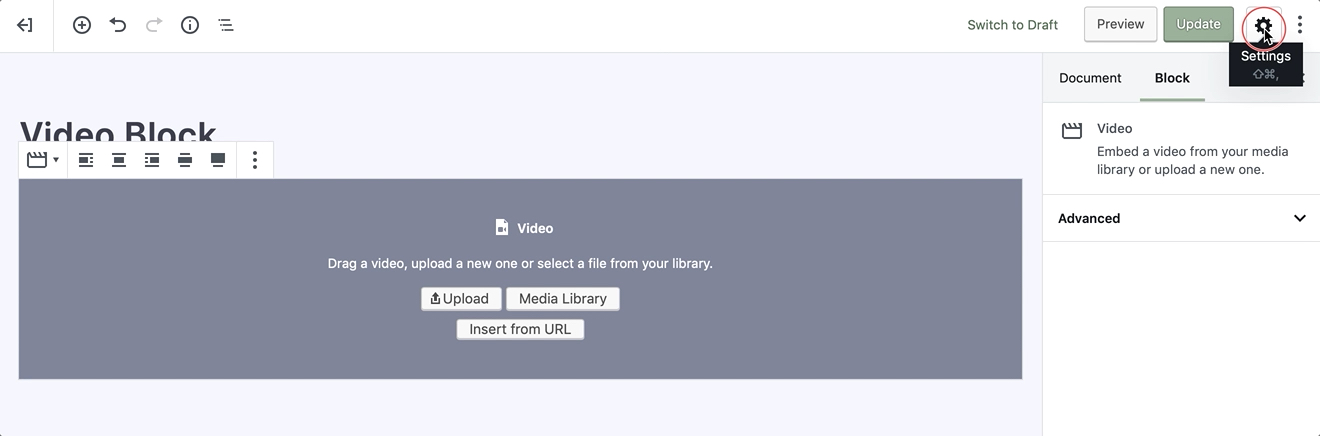 Switch to Draft
Preview
Update
Settings
⇧⌘,
Document
Block
Video Block
Video
Embed a video from your media
library or upload a new one.
Advanced
Video
Drag a video, upload a new one or select a file from your library.
Upload
Media Library
Insert from URL